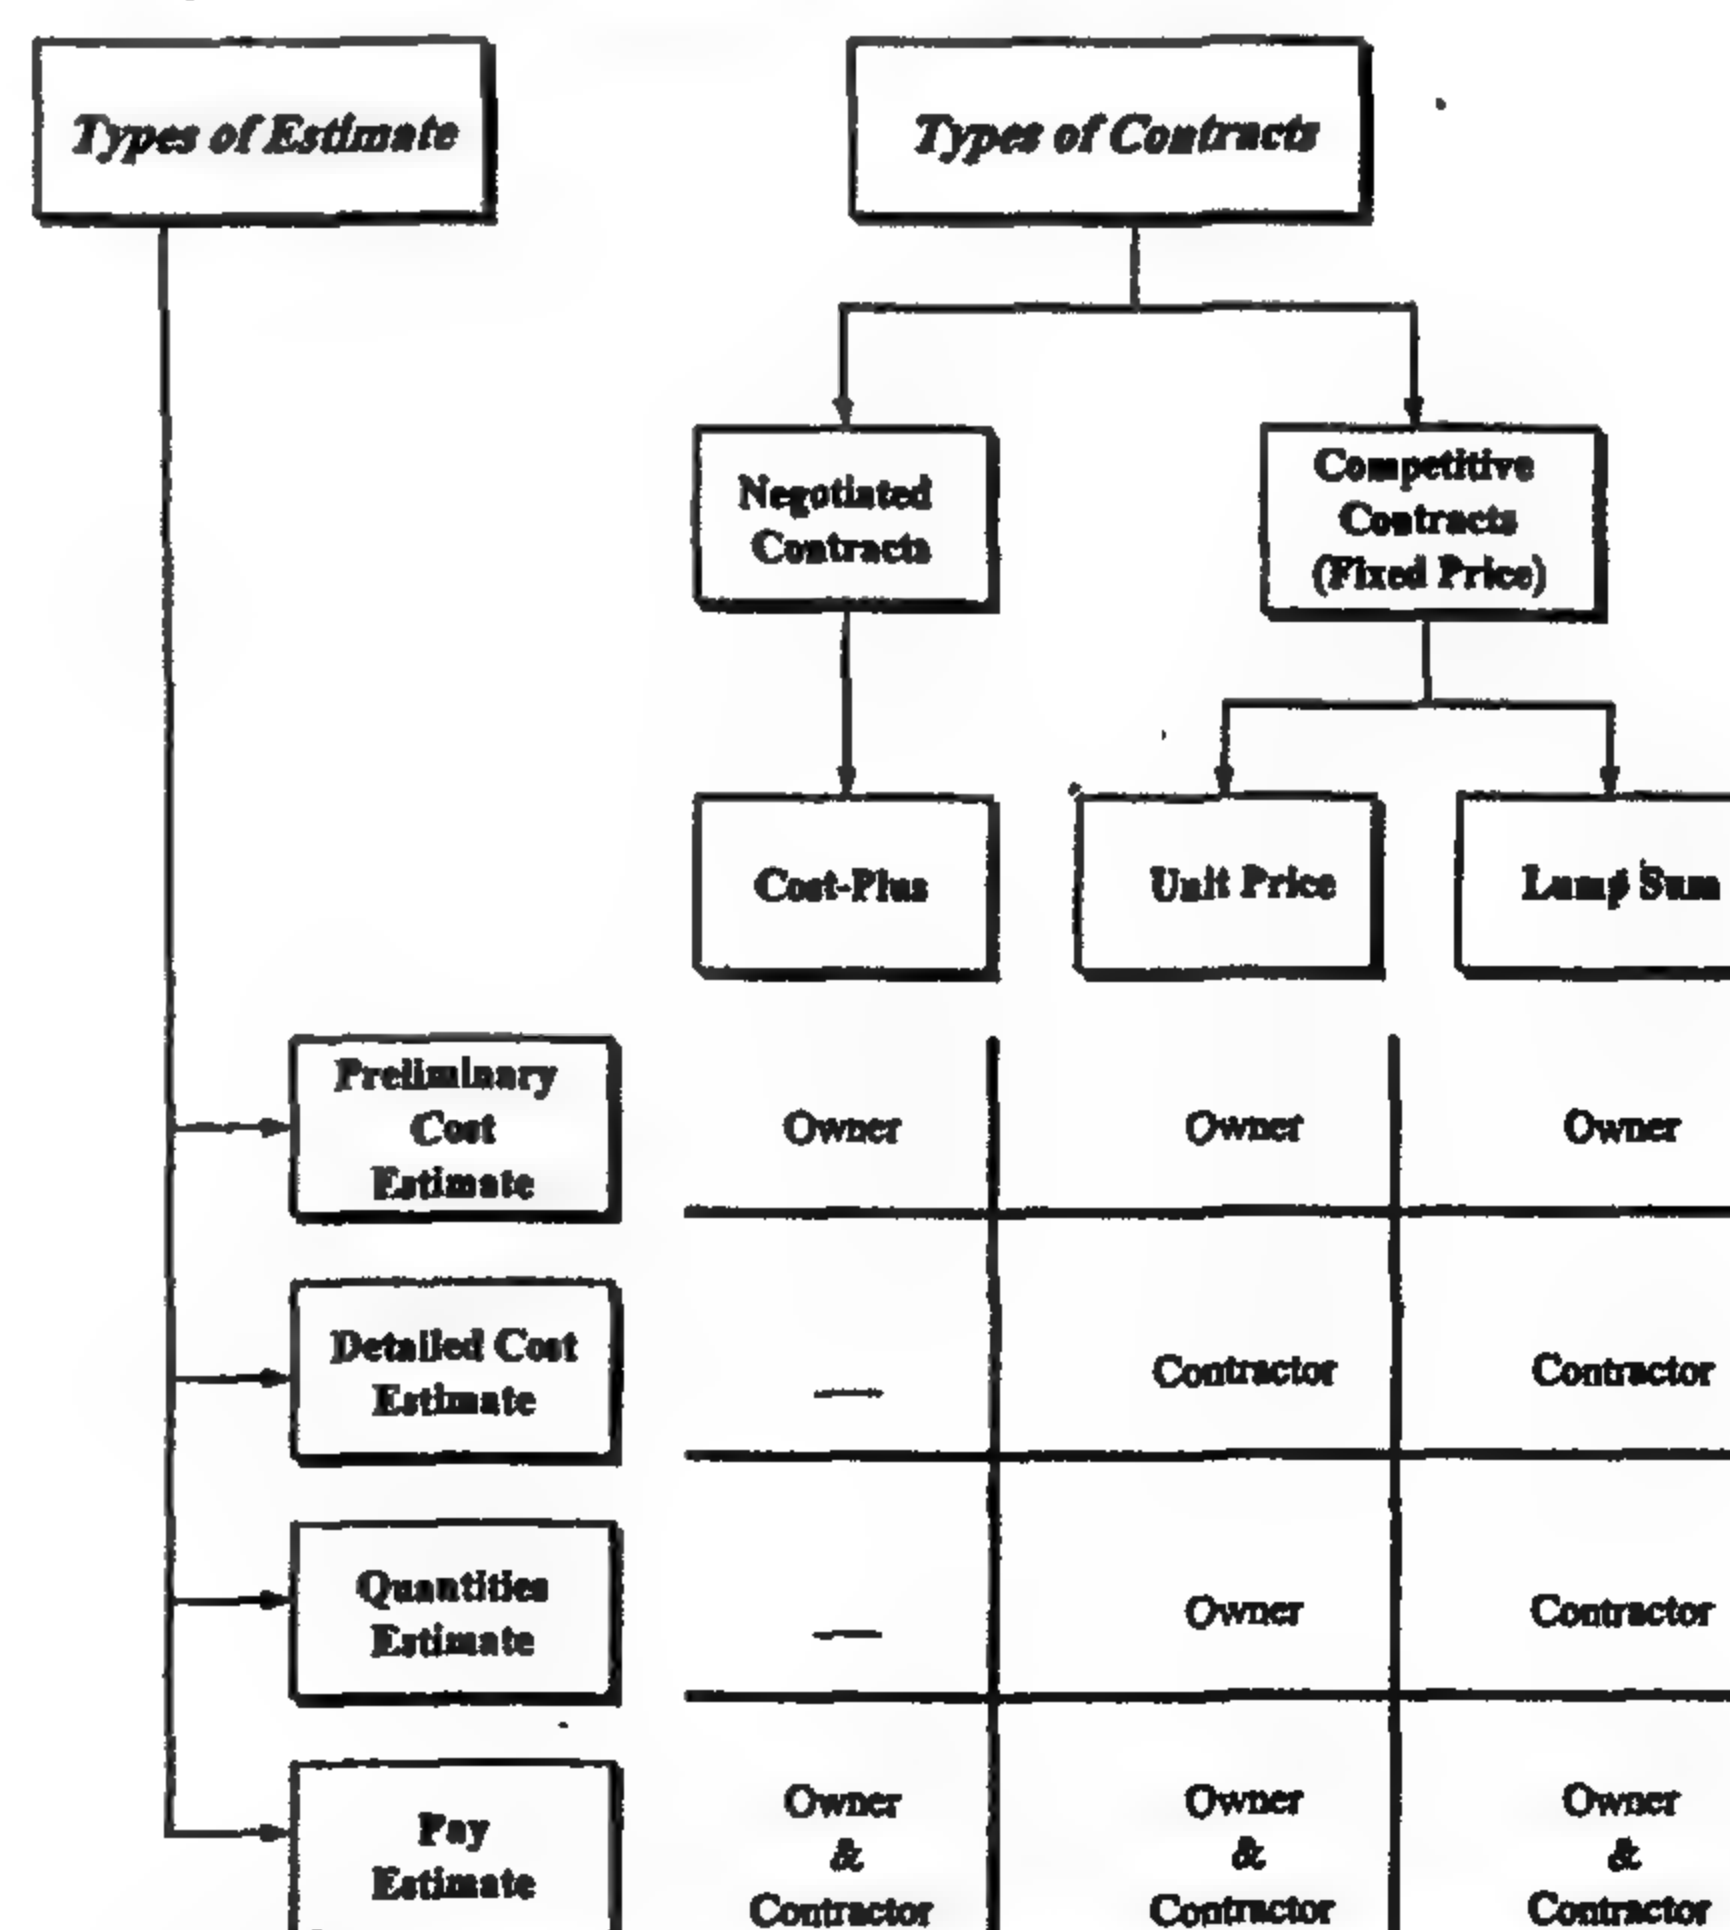 Types of Estimate
Types of Contracts
Negotiated
Contracts
Competitive
Contracts
(Fixed Price)
Cost-Plus
Unit Price
Lump Sum
Preliminary
Cost
Estimate
Owner
Owner
Owner
Detailed Cost
Estimate
—
Contractor
Contractor
Quantities
Estimate
—
Owner
Contractor
Pay
Estimate
Owner
&
Contractor
Owner
&
Contractor
Owner
&
Contractor